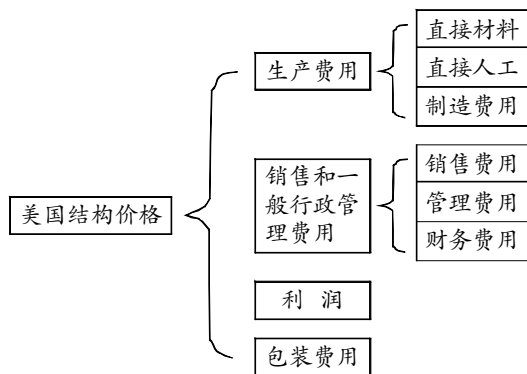 美国结构价格
生产费用
直接材料
直接人工
制造费用
销售和一
般行政管
理费用
销售费用
管理费用
财务费用
利 润
包装费用